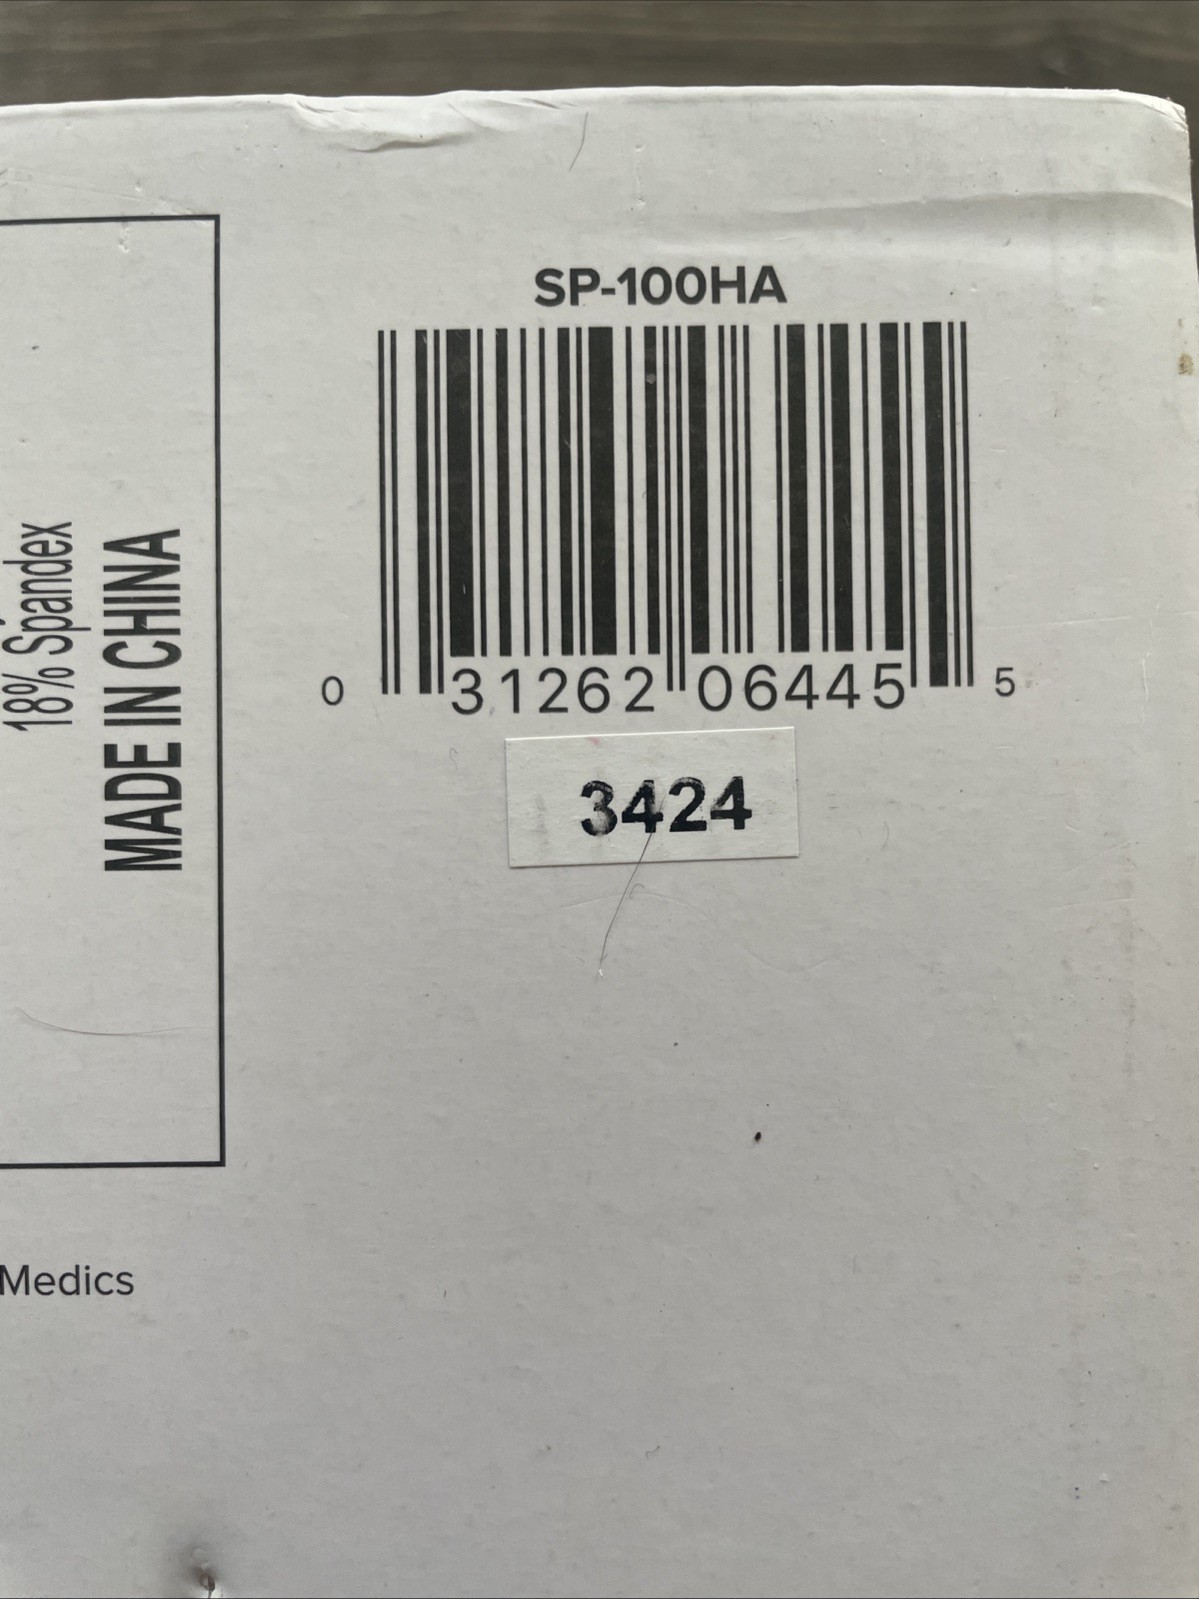 18% Spandex
MADE IN CHINA
SP-100HA
0 31262 06445 5
3424
Medics